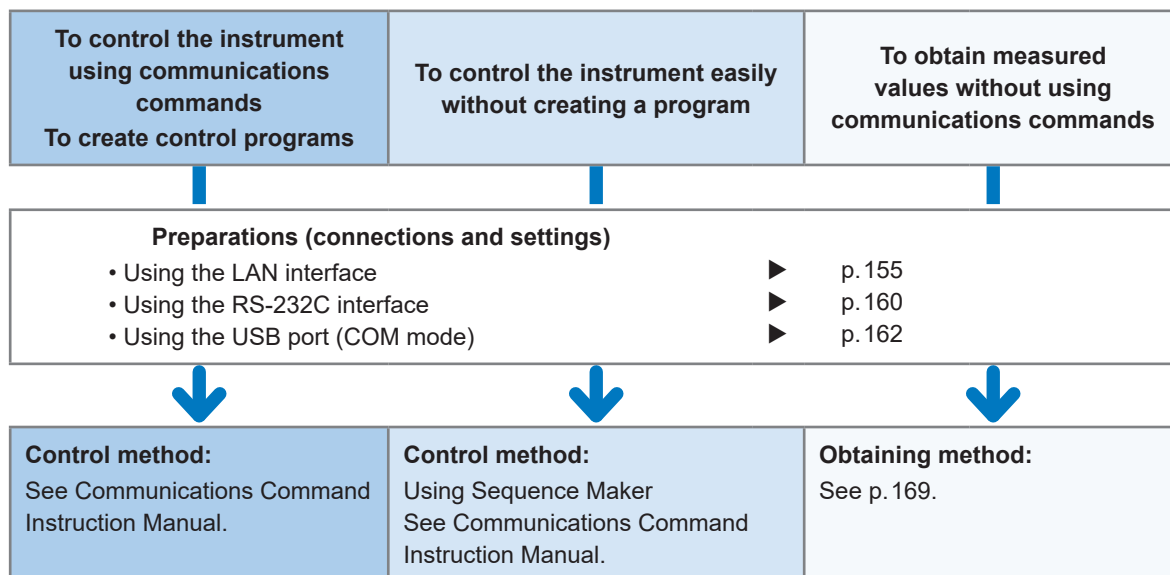 To control the instrument
using communications
commands
To create control programs
To control the instrument easily
without creating a program
To obtain measured
values without using
communications commands
Preparations (connections and settings)
• Using the LAN interface ▶ p.155
• Using the RS-232C interface ▶ p.160
• Using the USB port (COM mode) ▶ p.162
Control method:
See Communications Command
Instruction Manual.
Control method:
Using Sequence Maker
See Communications Command
Instruction Manual.
Obtaining method:
See p.169.